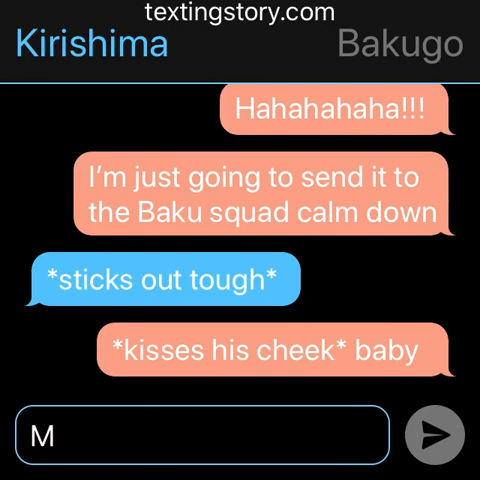 textingstory.com
Kirishima Bakugo
Hahahahaha!!!
I'm just going to send it to
the Baku squad calm down
*sticks out tough*
*kisses his cheek* baby
M